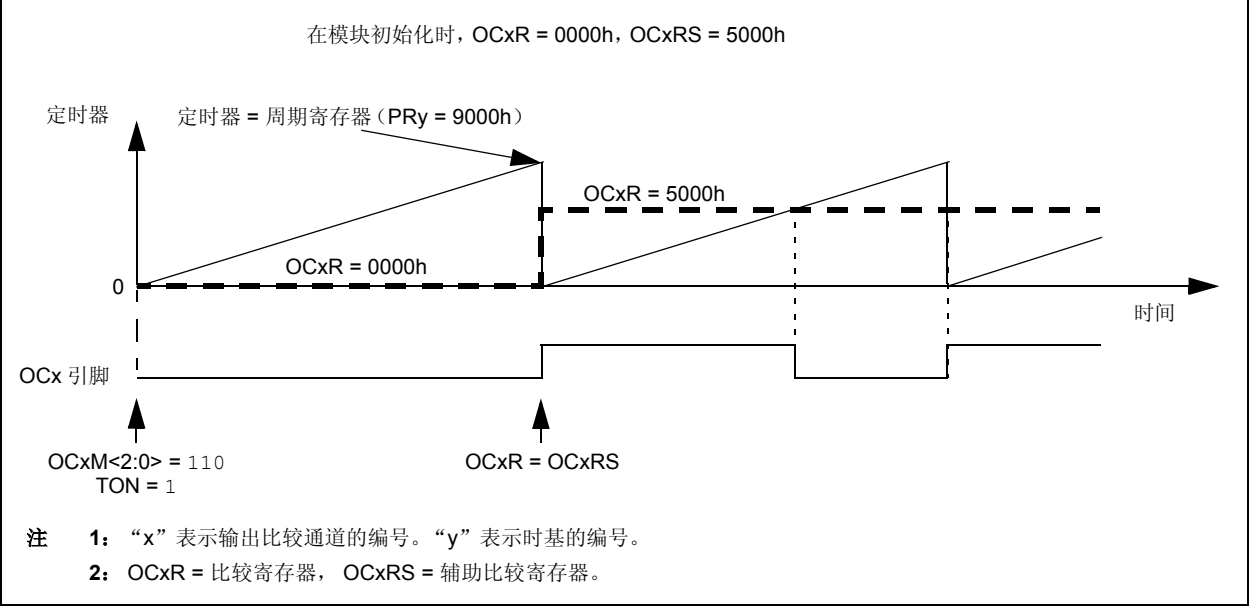 在模块初始化时，OCxR = 0000h，OCxRS = 5000h
定时器
定时器 = 周期寄存器（PRy = 9000h）
OCxR = 5000h
OCxR = 0000h
0
时间
OCx 引脚
OCxM<2:0> = 110
TON = 1
OCxR = OCxRS
注 1：“x”表示输出比较通道的编号。“y”表示时基的编号。
2：OCxR = 比较寄存器， OCxRS = 辅助比较寄存器。